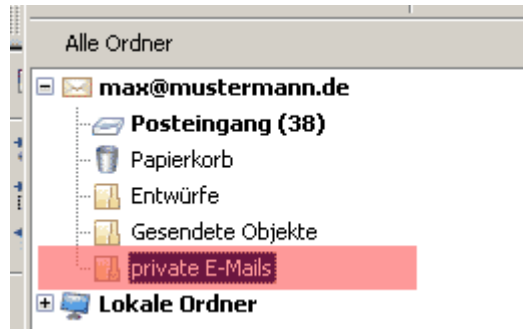 Alle Ordner
max@mustermann.de
Posteingang (38)
Papierkorb
Entwürfe
Gesendete Objekte
private E-Mails
Lokale Ordner